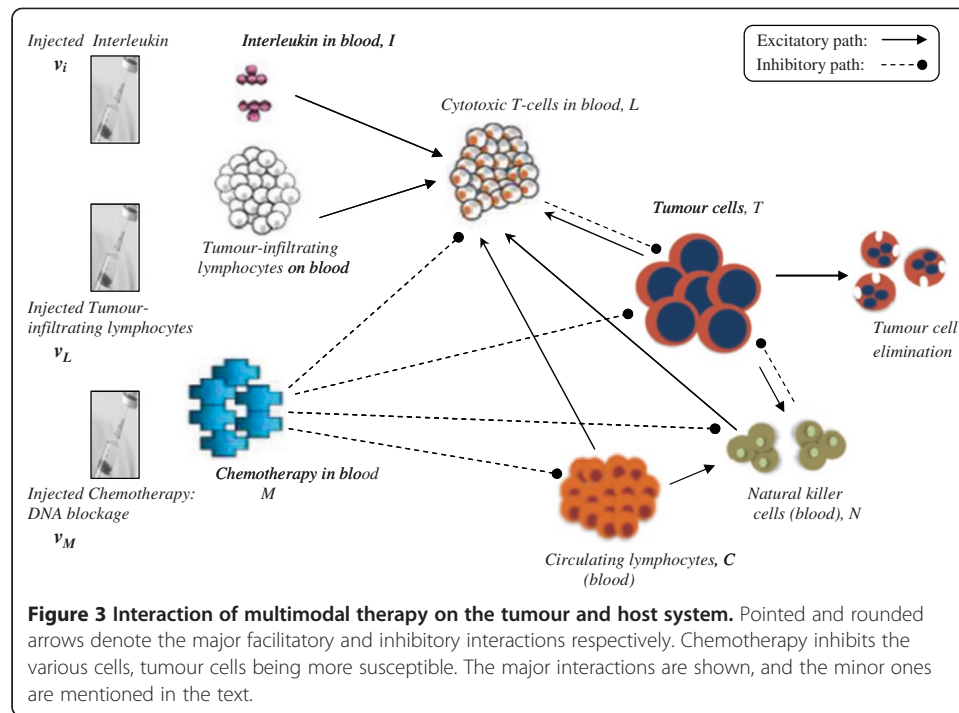 Injected Interleukin
v_i
Interleukin in blood, I
Excitatory path:
Inhibitory path:
Cytotoxic T-cells in blood, L
Tumour cells, T
Tumour-infiltrating
lymphocytes on blood
Injected Tumour-
infiltrating lymphocytes
v_L
Tumour cell
elimination
Chemotherapy in blood
M
Injected Chemotherapy:
DNA blockage
v_M
Natural killer
cells (blood), N
Circulating lymphocytes, C
(blood)
Figure 3 Interaction of multimodal therapy on the tumour and host system. Pointed and rounded
arrows denote the major facilitatory and inhibitory interactions respectively. Chemotherapy inhibits the
various cells, tumour cells being more susceptible. The major interactions are shown, and the minor ones
are mentioned in the text.